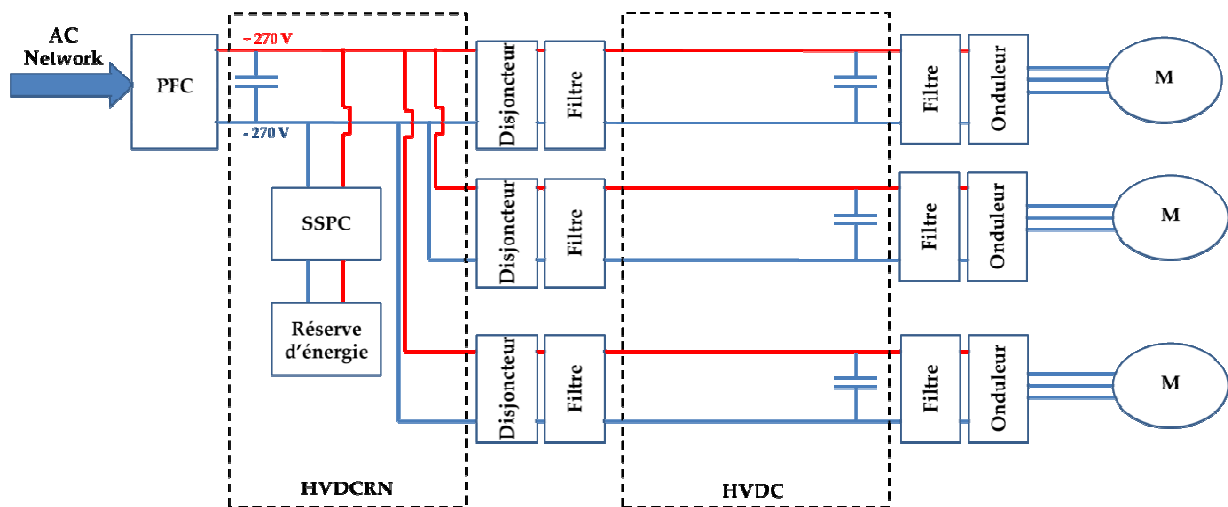 AC
Network
PFC
+270 V
-270 V
SSPC
Réserve
d'énergie
HVDCRN
Disjoncteur
Filtre
Disjoncteur
Filtre
Disjoncteur
Filtre
HVDC
Filtre
Onduleur
M
Filtre
Onduleur
M
Filtre
Onduleur
M